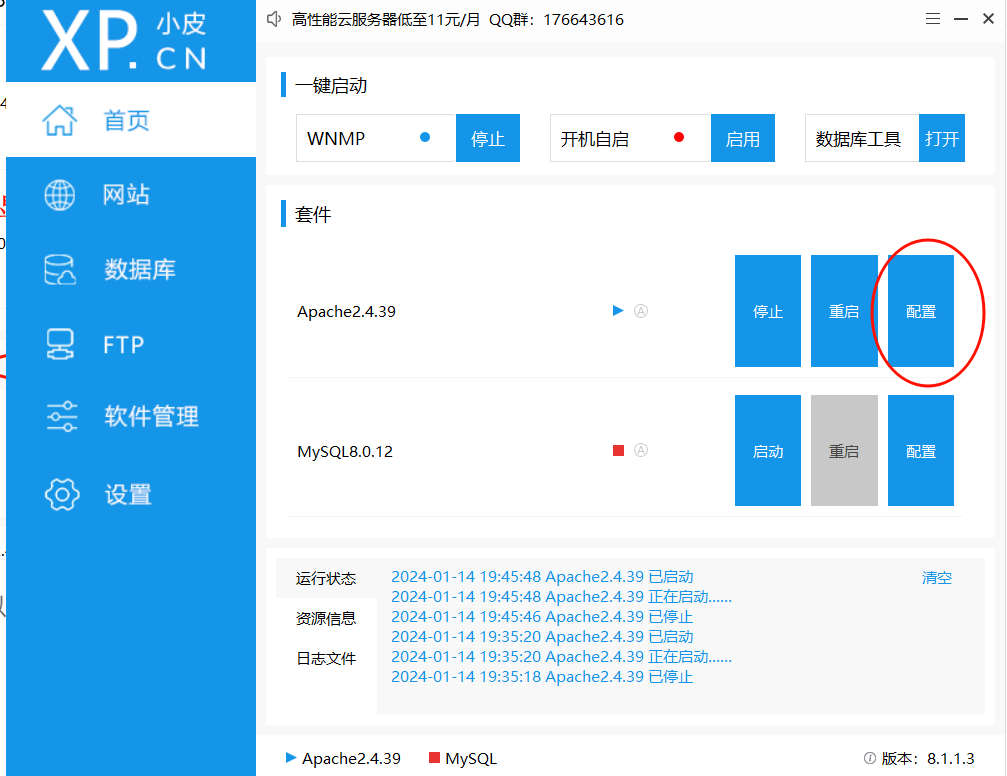 XP. 小皮 CN
高性能云服务器低至11元/月 QQ群：176643616
首页
网站
数据库
FTP
软件管理
设置
一键启动
WNMP 停止 开机自启 启用 数据库工具 打开
套件
Apache2.4.39 A 停止 重启 配置
MySQL8.0.12 A 启动 重启 配置
运行状态
资源信息
日志文件
2024-01-14 19:45:48 Apache2.4.39 已启动
2024-01-14 19:45:48 Apache2.4.39 正在启动......
2024-01-14 19:45:46 Apache2.4.39 已停止
2024-01-14 19:35:20 Apache2.4.39 已启动
2024-01-14 19:35:20 Apache2.4.39 正在启动......
2024-01-14 19:35:18 Apache2.4.39 已停止
清空
Apache2.4.39 MySQL 版本：8.1.1.3